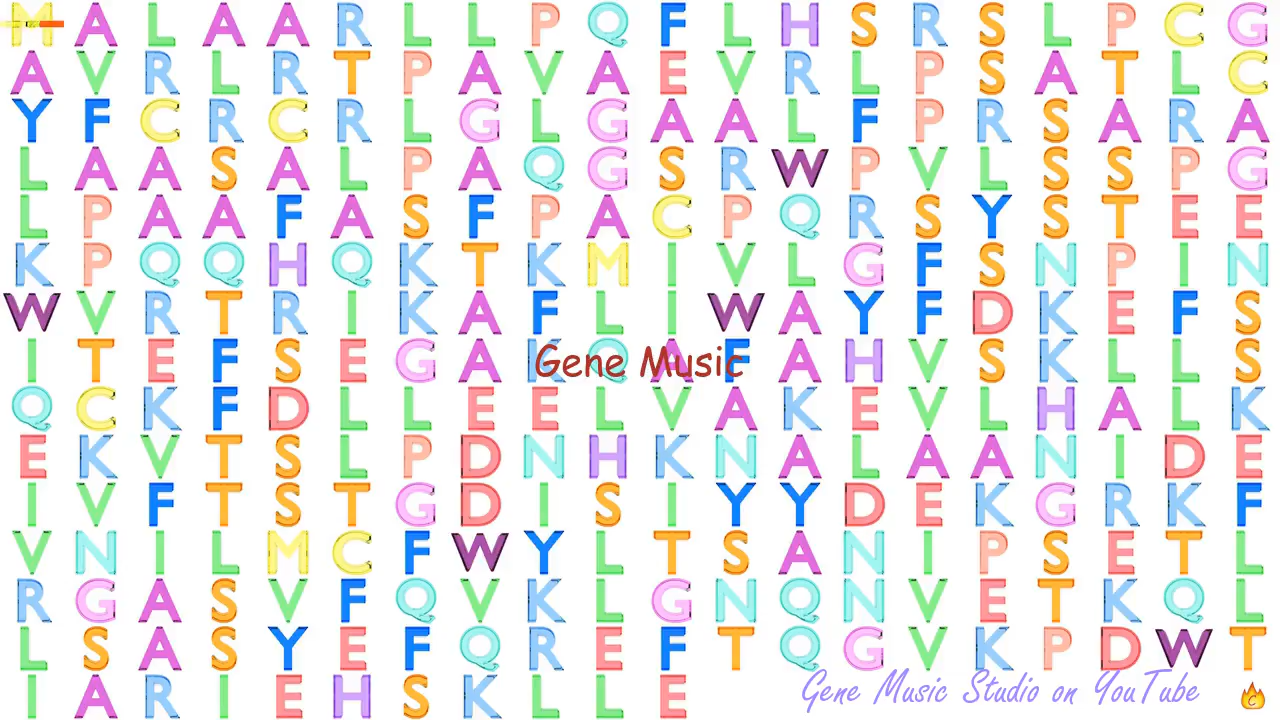 M A L A A R L L P Q F L H S R S L P C G
A V R L R T P A V A E V R L P S A T L C
Y F C R C R L G L G A A L F P R S A R A
L A A S A L P A Q G S R W P V L S S P G
L P A A F A S F P A C P Q R S Y S T E E
K P Q Q H Q K T K M I V L G F S N P I N
W V R T R I K A F L I W A Y F D K E F S
I T E F S E G A K Q A F A H V S K L L S
Gene Music
Q C K F D L L E E L V A K E V L H A L K
E K V T S L P D N H K N A L A A N I D E
I V F T S T G D I S I Y Y D E K G R K F
V N I L M C F W Y L T S A N I P S E T L
R G A S V F Q V K L G N Q N V E T K Q L
L S A S Y E F Q R E F T Q G V K P D W T
I A R I E H S K L L E
Gene Music Studio on YouTube